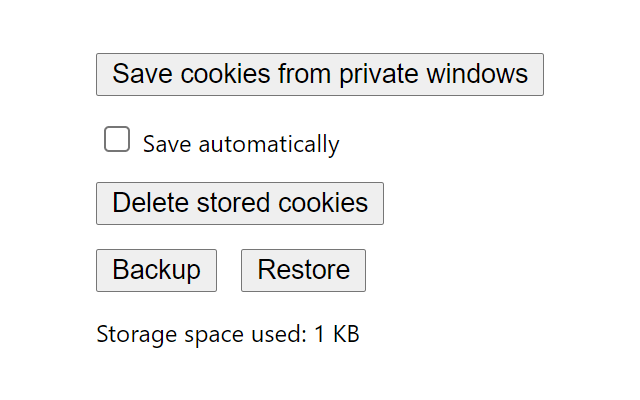 Save cookies from private windows
Save automatically
Delete stored cookies
Backup Restore
Storage space used: 1 KB